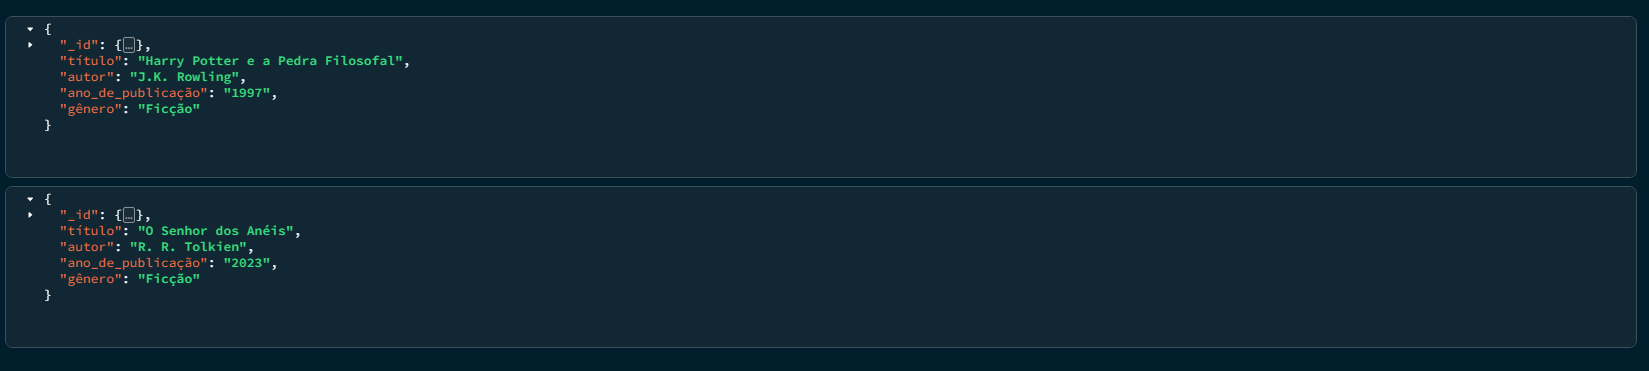 {
"_id": {…},
"título": "Harry Potter e a Pedra Filosofal",
"autor": "J.K. Rowling",
"ano_de_publicação": "1997",
"gênero": "Ficção"
}
{
"_id": {…},
"título": "O Senhor dos Anéis",
"autor": "R. R. Tolkien",
"ano_de_publicação": "2023",
"gênero": "Ficção"
}